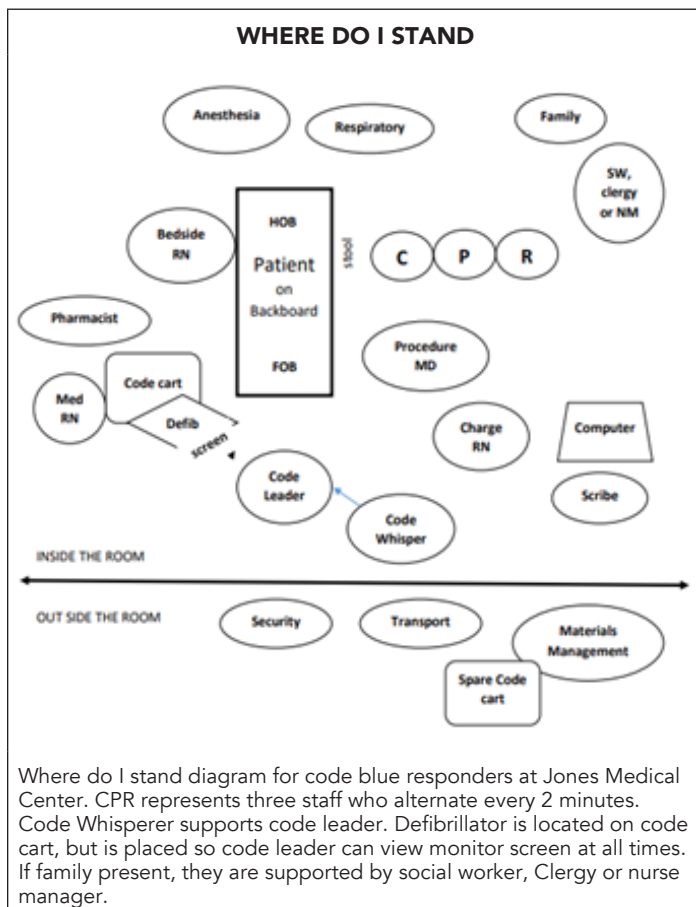 WHERE DO I STAND
Anesthesia
Respiratory
Family
SW,
clergy
or NM
HOB
Patient
on
Backboard
FOB
stool
Bedside
RN
C P R
Pharmacist
Procedure
MD
Code cart
Med
RN
Defib
screen
Charge
RN
Computer
Code
Leader
Scribe
Code
Whisper
INSIDE THE ROOM
OUT SIDE THE ROOM
Security
Transport
Materials
Management
Spare Code
cart
Where do I stand diagram for code blue responders at Jones Medical
Center. CPR represents three staff who alternate every 2 minutes.
Code Whisperer supports code leader. Defibrillator is located on code
cart, but is placed so code leader can view monitor screen at all times.
If family present, they are supported by social worker, Clergy or nurse
manager.